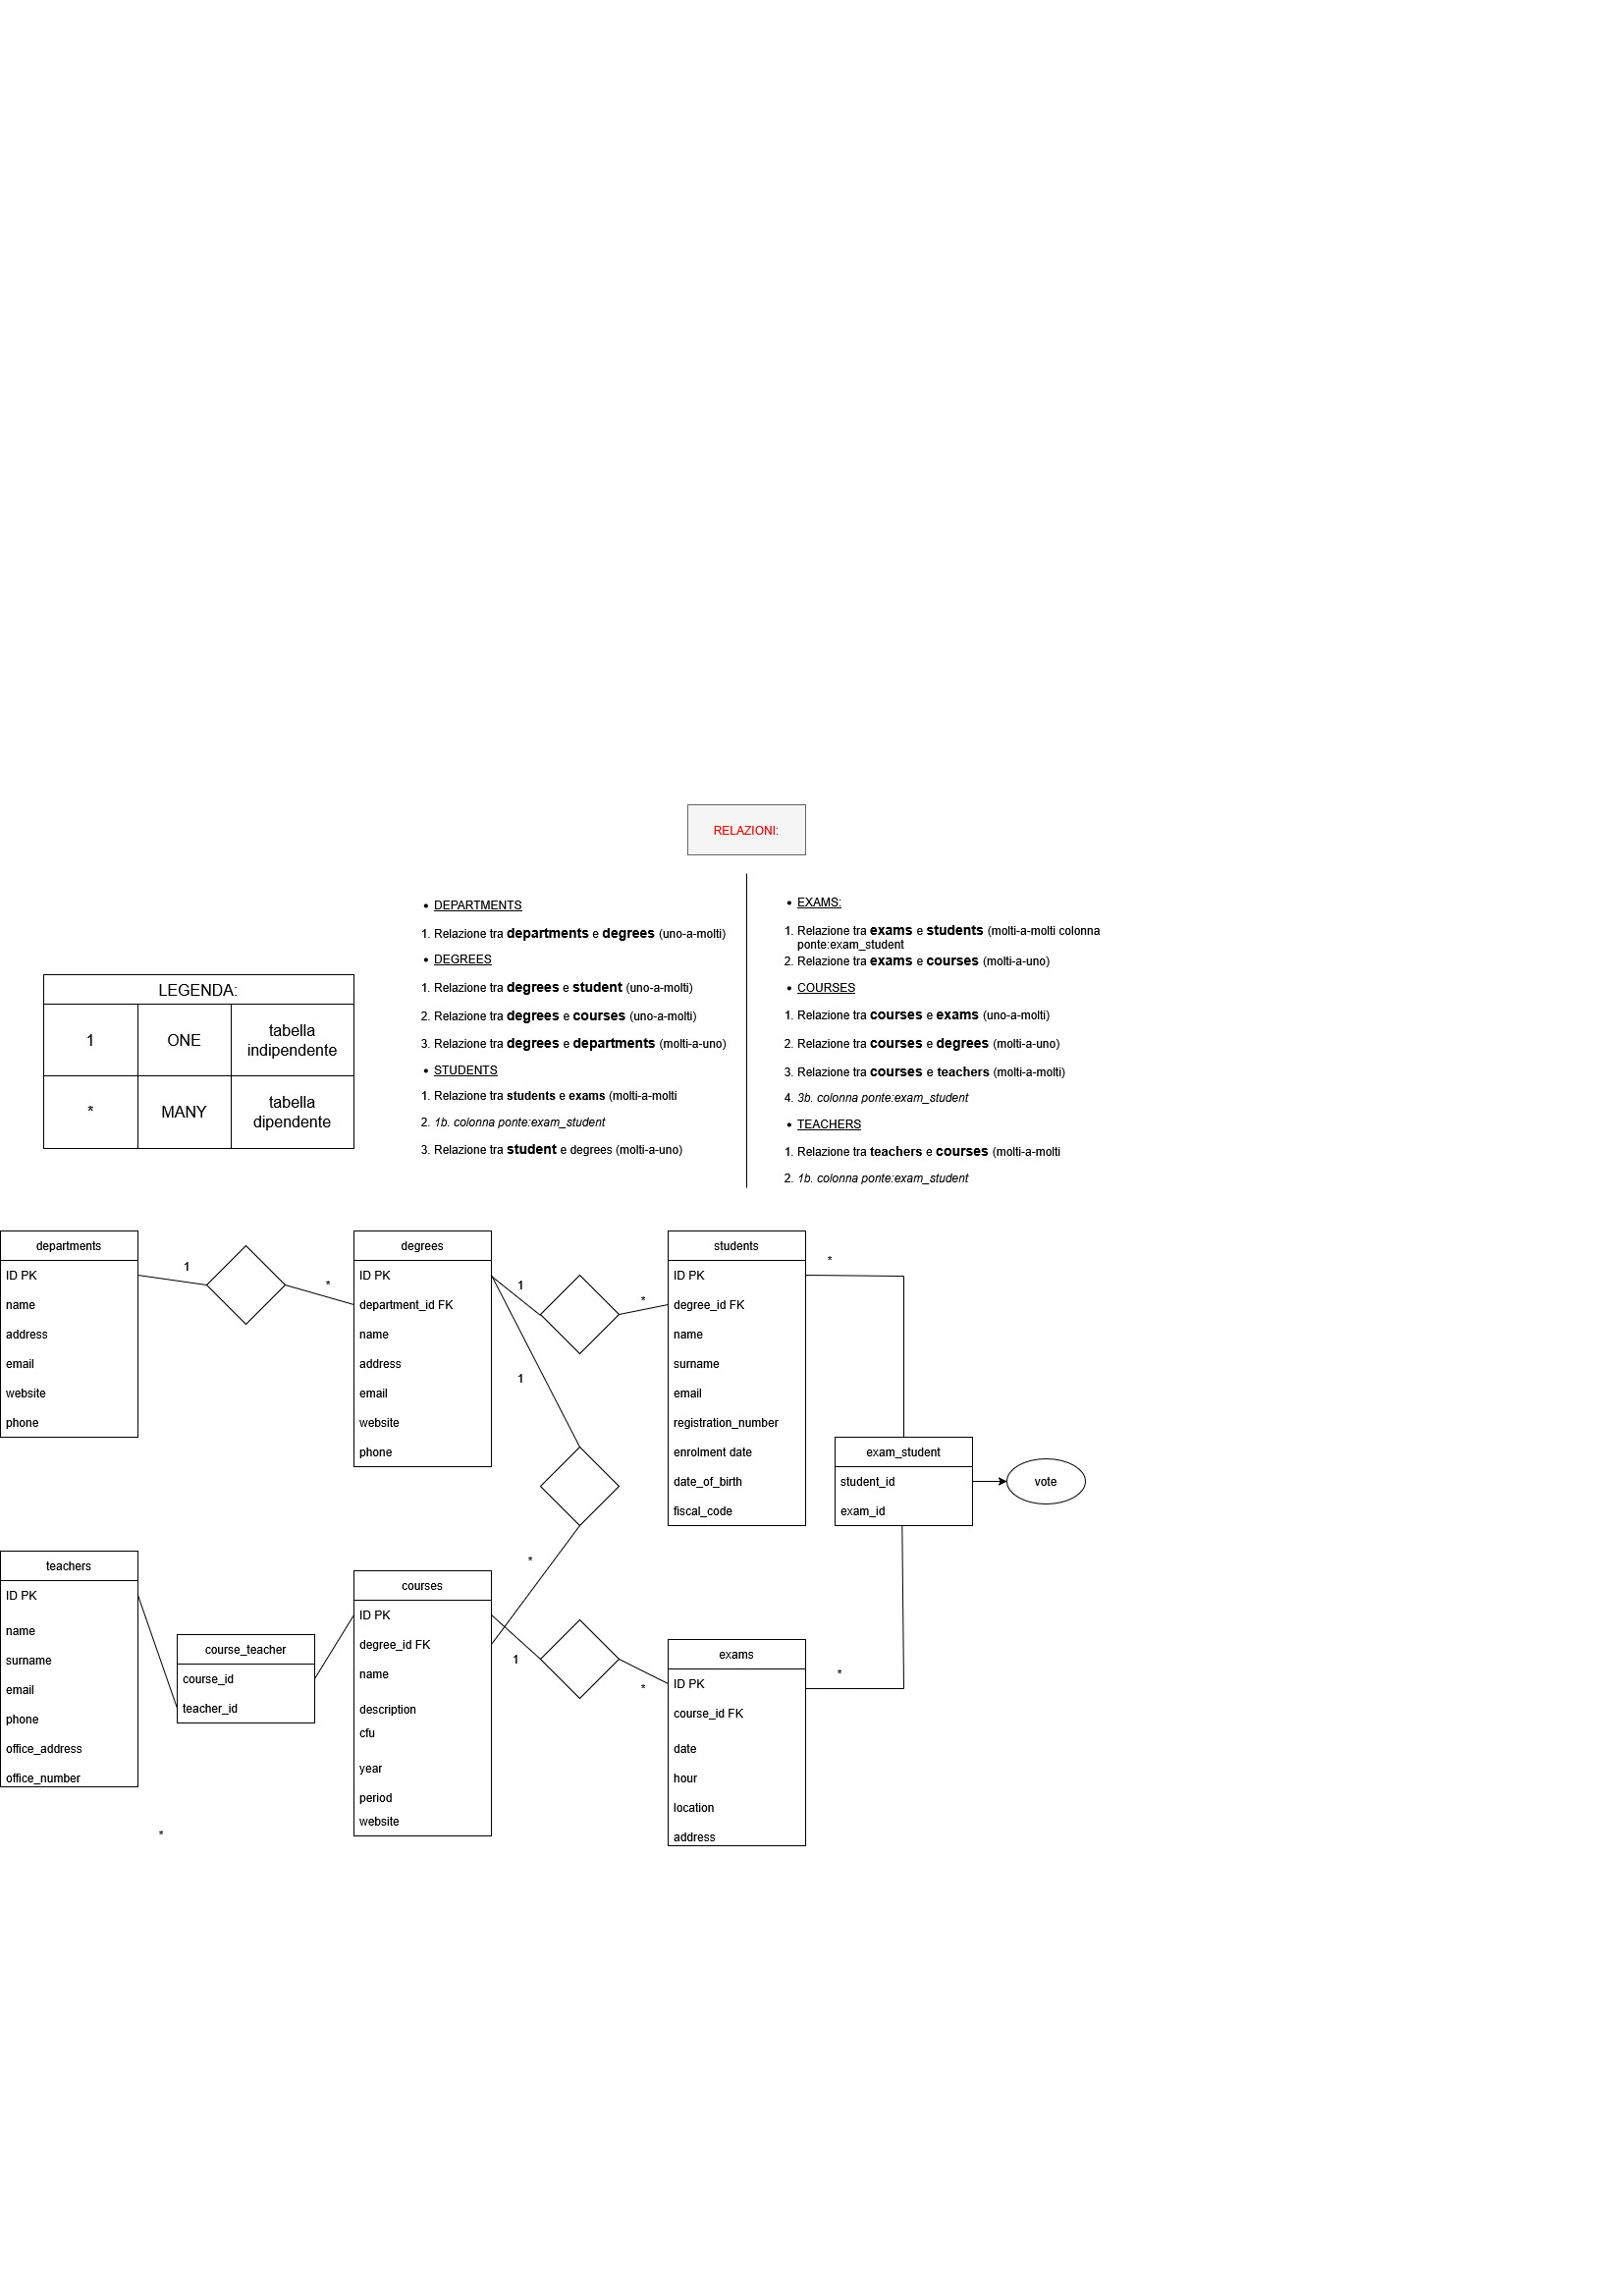 RELAZIONI:
• DEPARTMENTS
1. Relazione tra departments e degrees (uno-a-molti)
• DEGREES
1. Relazione tra degrees e student (uno-a-molti)
2. Relazione tra degrees e courses (uno-a-molti)
3. Relazione tra degrees e departments (molti-a-uno)
• STUDENTS
1. Relazione tra students e exams (molti-a-molti
2. 1b. colonna ponte:exam_student
3. Relazione tra student e degrees (molti-a-uno)
• EXAMS:
1. Relazione tra exams e students (molti-a-molti colonna
ponte:exam_student
2. Relazione tra exams e courses (molti-a-uno)
• COURSES
1. Relazione tra courses e exams (uno-a-molti)
2. Relazione tra courses e degrees (molti-a-uno)
3. Relazione tra courses e teachers (molti-a-molti)
4. 3b. colonna ponte:exam_student
• TEACHERS
1. Relazione tra teachers e courses (molti-a-molti
2. 1b. colonna ponte:exam_student
LEGENDA:
1
ONE
tabella
indipendente
*
MANY
tabella
dipendente
departments
ID PK
name
address
email
website
phone
1
*
degrees
ID PK
department_id FK
name
address
email
website
phone
1
*
1
*
students
ID PK
degree_id FK
name
surname
email
registration_number
enrolment date
date_of_birth
fiscal_code
*
exam_student
student_id
exam_id
vote
teachers
ID PK
name
surname
email
phone
office_address
office_number
*
course_teacher
course_id
teacher_id
courses
ID PK
degree_id FK
name
description
cfu
year
period
website
1
*
exams
ID PK
course_id FK
date
hour
location
address
*